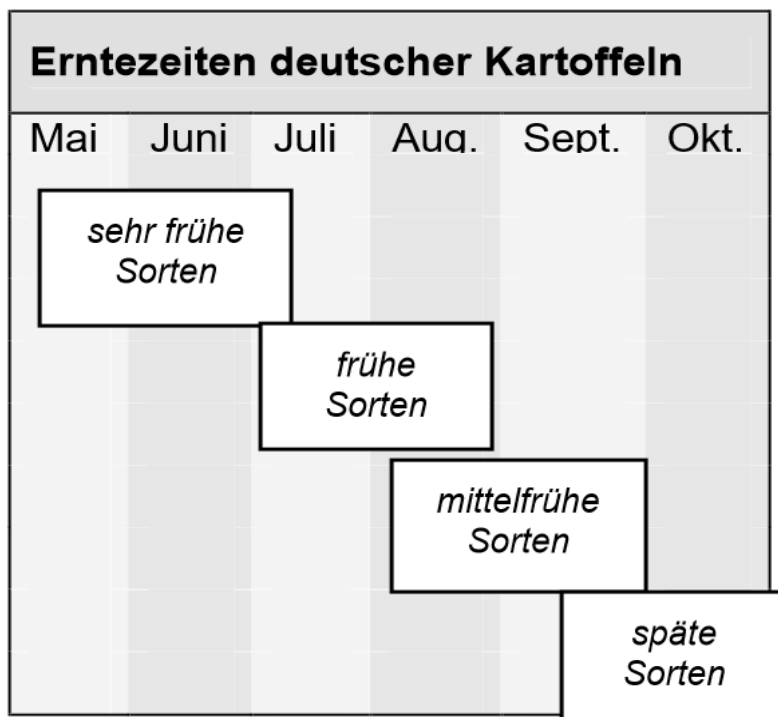 Erntezeiten deutscher Kartoffeln
Mai Juni Juli Aug. Sept. Okt.
sehr frühe
Sorten
frühe
Sorten
mittelfrühe
Sorten
späte
Sorten